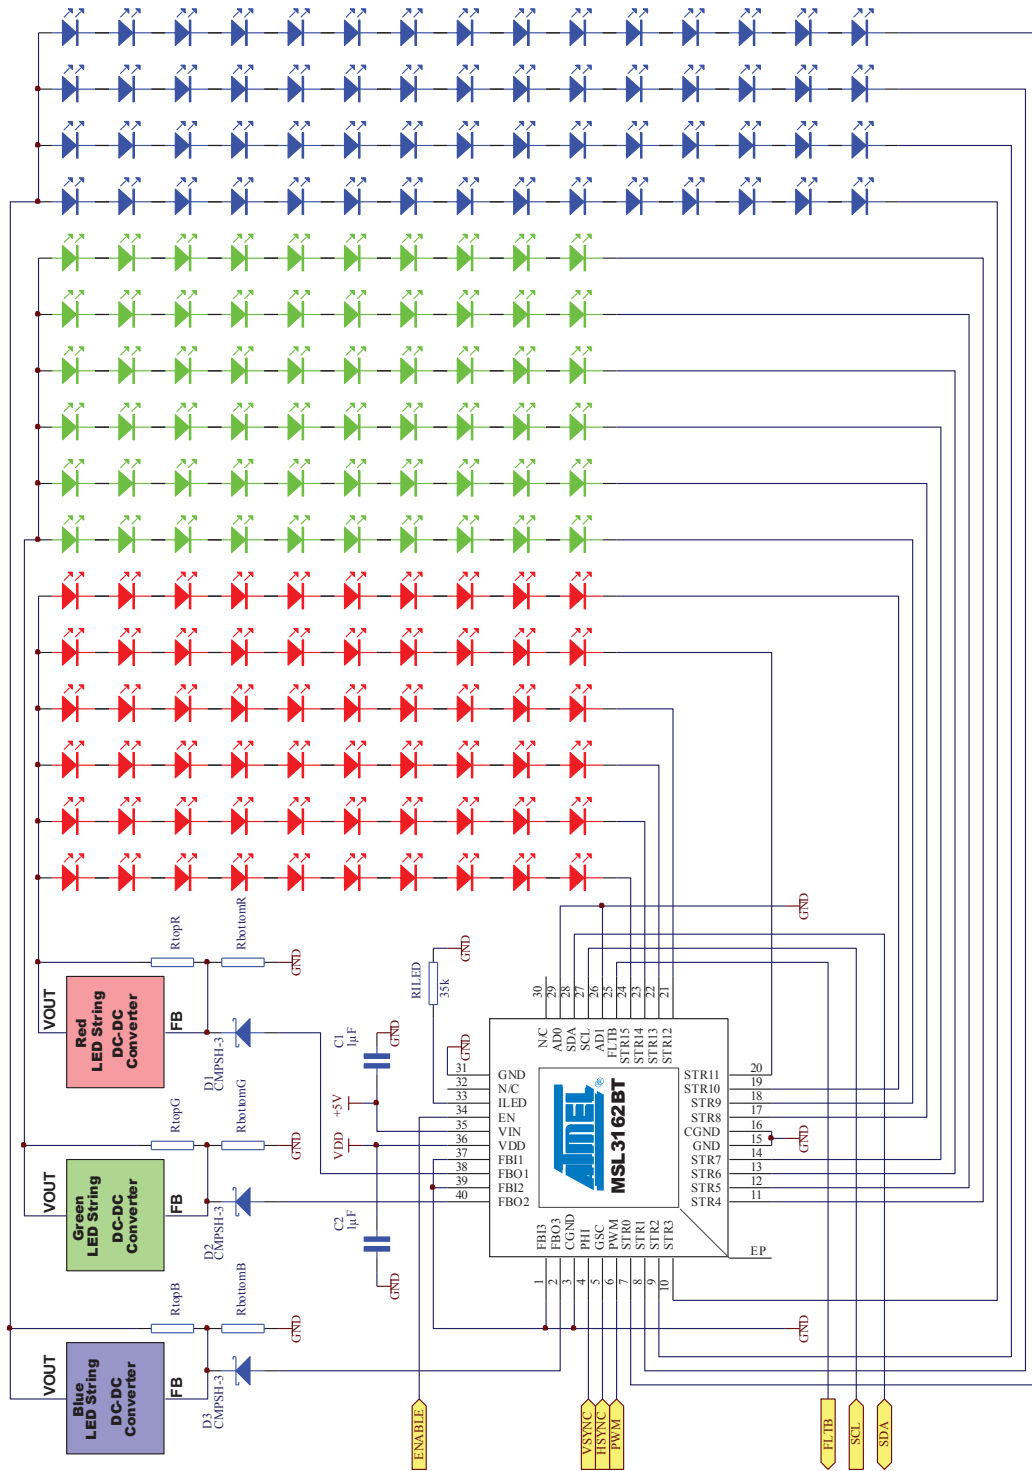 VOUT
Red
LED String
DC-DC
Converter
FB
RtopR
RbottomR
GND
D1
CMPSH-3
VOUT
Green
LED String
DC-DC
Converter
FB
RtopG
RbottomG
GND
D2
CMPSH-3
VOUT
Blue
LED String
DC-DC
Converter
FB
RtopB
RbottomB
GND
D3
CMPSH-3
RILED
35k
GND
GND
C1
1µF
GND
+5V
VDD
C2
1µF
GND
31 GND
32 N/C
33 ILED
34 EN
35 VIN
36 VDD
37 FBI1
38 FBO1
39 FBI2
40 FBO2
30 N/C
29 AD0
28 SDA
27 SCL
26 AD1
25 FLTB
24 STR15
23 STR14
22 STR13
21 STR12
STR11 20
STR10 19
STR9 18
STR8 17
CGND 16
GND 15
STR7 14
STR6 13
STR5 12
STR4 11
FBI3 1
FBO3 2
CGND 3
PHI 4
GSC 5
PWM 6
STR0 7
STR1 8
STR2 9
STR3 10
EP
ATMEL ®
MSL3162BT
GND
GND
GND
ENABLE
VSYNC
HSYNC
PWM
FLTB
SCL
SDA